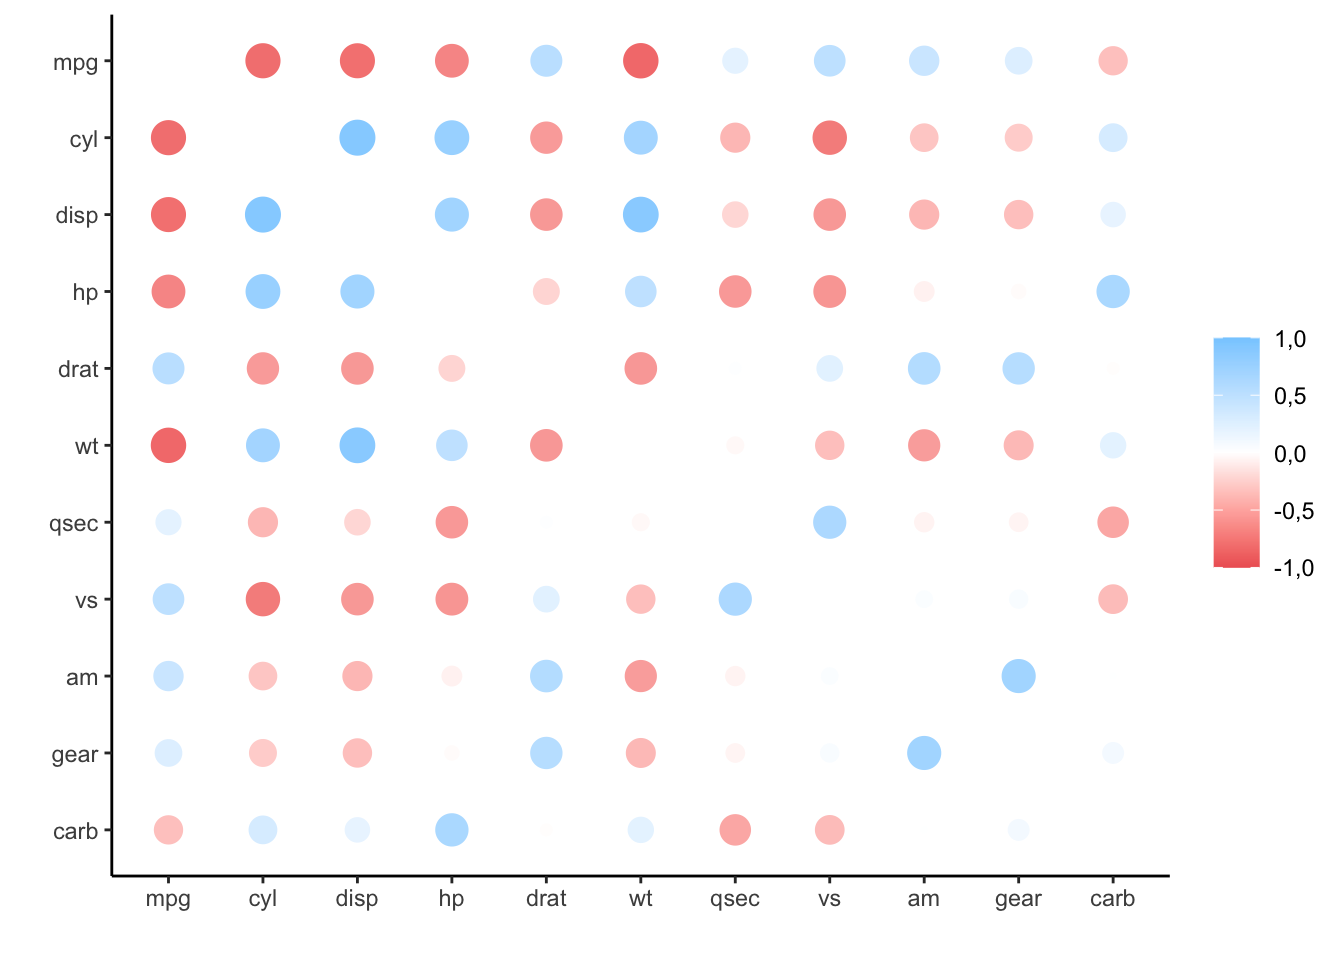 mpg
cyl
disp
hp
drat
wt
qsec
vs
am
gear
carb
mpg cyl disp hp drat wt qsec vs am gear carb
1,0
0,5
0,0
-0,5
-1,0